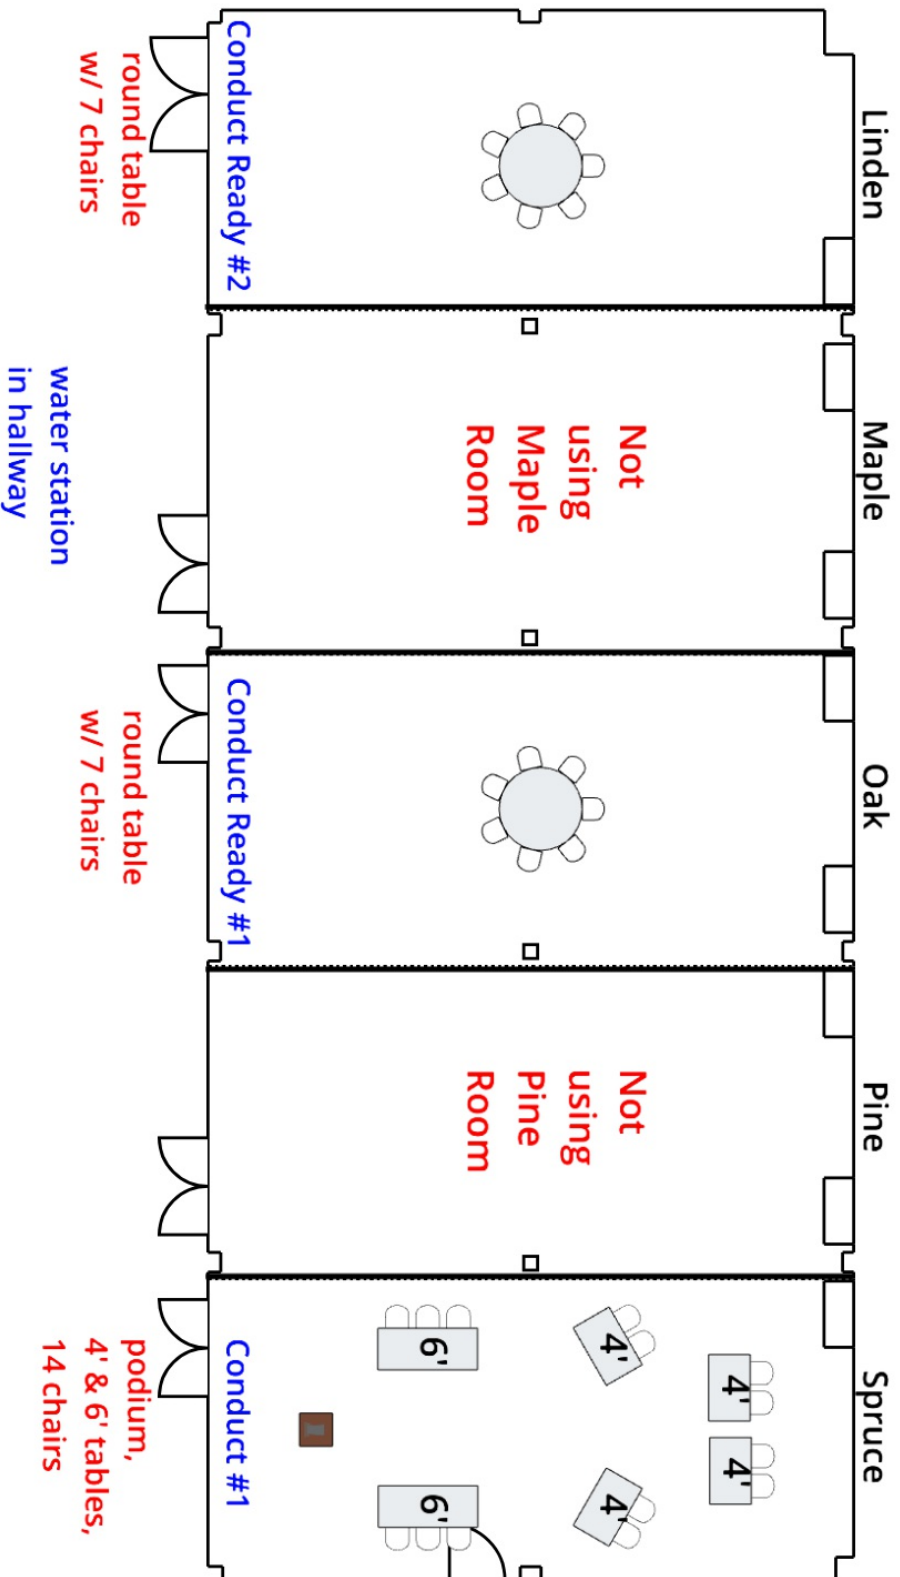 Linden
Maple
Oak
Pine
Spruce
Not
using
Maple
Room
Not
using
Pine
Room
4'
4'
4'
4'
6'
6'
Conduct Ready #2
Conduct Ready #1
Conduct #1
round table
w/ 7 chairs
round table
w/ 7 chairs
podium,
4' & 6' tables,
14 chairs
water station
in hallway